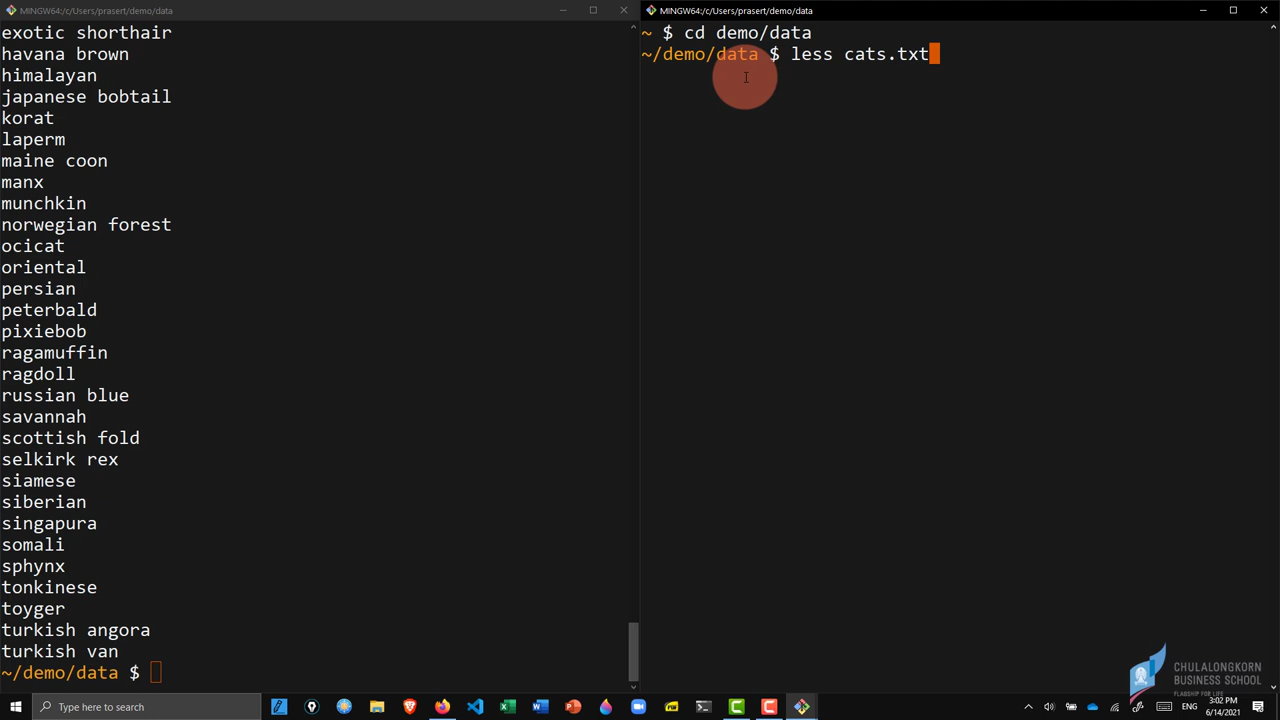 MINGW64:/c/Users/prasert/demo/data
exotic shorthair
havana brown
himalayan
japanese bobtail
korat
laperm
maine coon
manx
munchkin
norwegian forest
ocicat
oriental
persian
peterbald
pixiebob
ragamuffin
ragdoll
russian blue
savannah
scottish fold
selkirk rex
siamese
siberian
singapura
somali
sphynx
tonkinese
toyger
turkish angora
turkish van
~/demo/data $
MINGW64:/c/Users/prasert/demo/data
~ $ cd demo/data
~/demo/data $ less cats.txt
CHULALONGKORN
BUSINESS SCHOOL
FLAGSHIP FOR LIFE
Type here to search
ENG
3:02 PM
6/14/2021